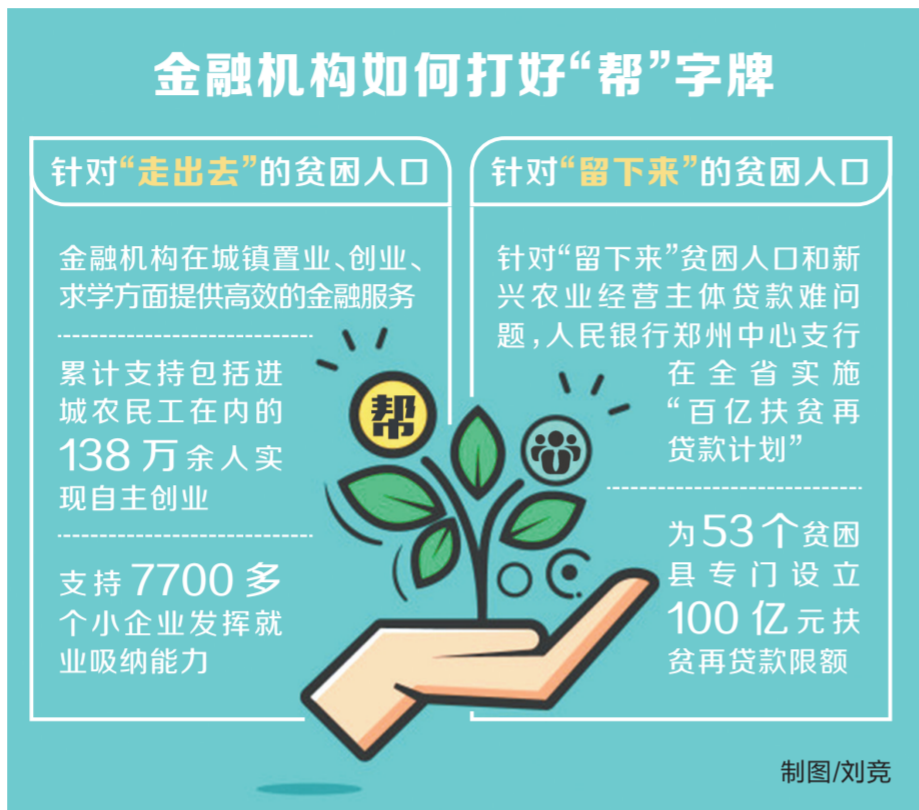 金融机构如何打好“帮”字牌
针对“走出去”的贫困人口
金融机构在城镇置业、创业、
求学方面提供高效的金融服务
累计支持包括进
城农民工在内的
138万余人实
现自主创业
支持7700多
个小企业发挥就
业吸纳能力
帮
针对“留下来”的贫困人口
针对“留下来”贫困人口和新
兴农业经营主体贷款难问
题,人民银行郑州中心支行
在全省实施
“百亿扶贫再
贷款计划”
为53个贫困
县专门设立
100亿元扶
贫再贷款限额
制图/刘竞